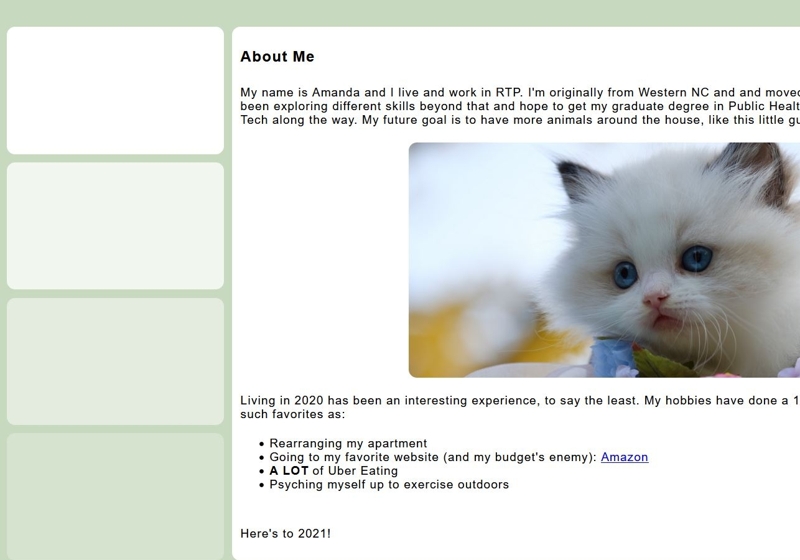 About Me
My name is Amanda and I live and work in RTP. I'm originally from Western NC and and moved
been exploring different skills beyond that and hope to get my graduate degree in Public
Tech along the way. My future goal is to have more animals around the house, like this little
Living in 2020 has been an interesting experience, to say the least. My hobbies have done a
such favorites as:
Rearranging my apartment
Going to my favorite website (and my budget's enemy): Amazon
A LOT of Uber Eating
Psyching myself up to exercise outdoors
Here's to 2021!